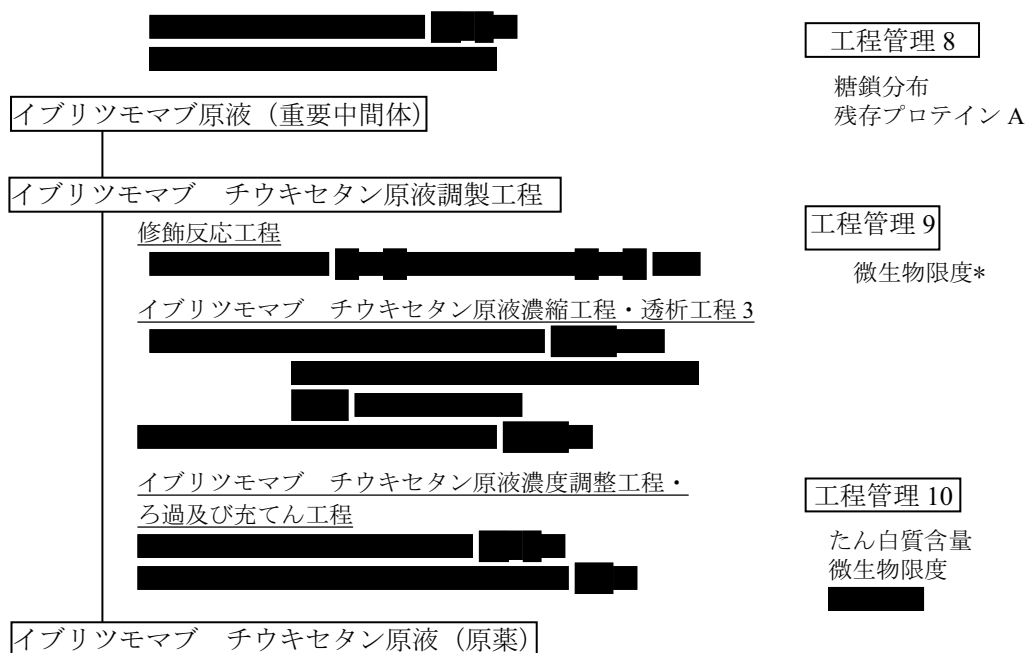 工程管理 8
糖鎖分布
残存プロテイン A
イブリツモマブ原液（重要中間体）
イブリツモマブ　チウキセタン原液調製工程
修飾反応工程
工程管理 9
微生物限度*
イブリツモマブ　チウキセタン原液濃縮工程・透析工程 3
イブリツモマブ　チウキセタン原液濃度調整工程・
ろ過及び充てん工程
工程管理 10
たん白質含量
微生物限度
イブリツモマブ　チウキセタン原液（原薬）